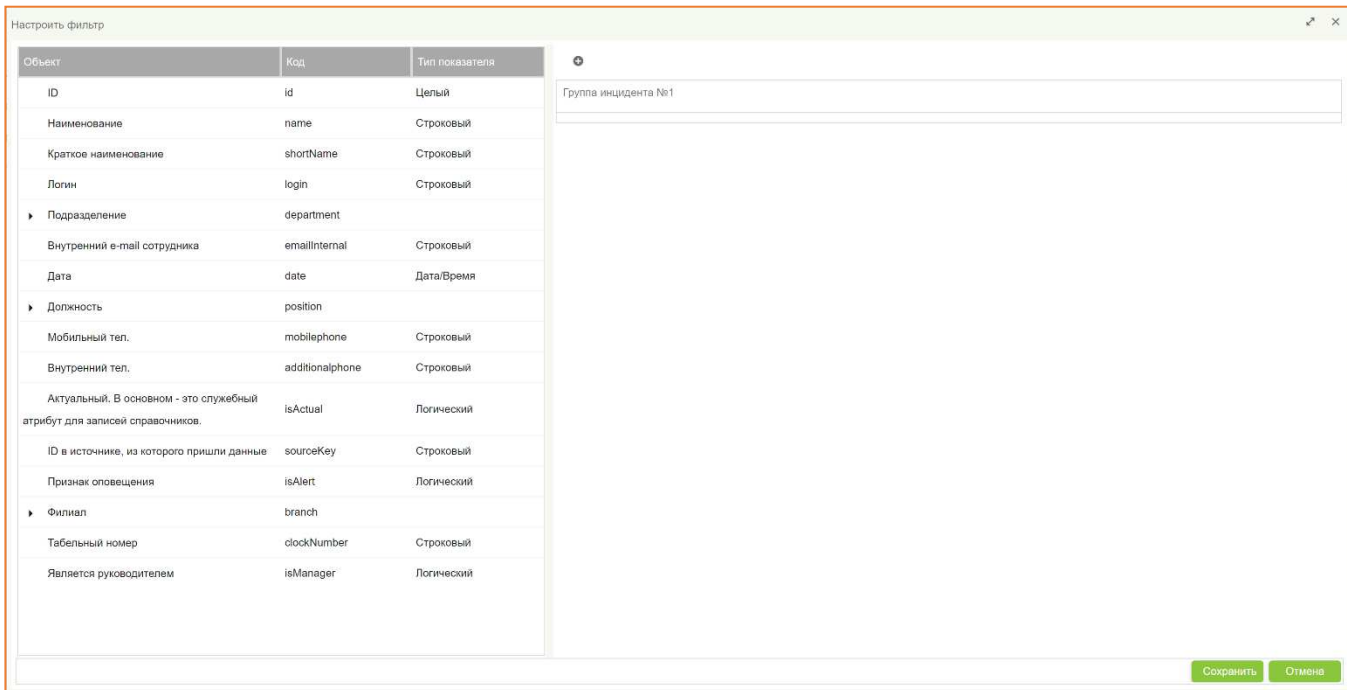 Настроить фильтр
Объект Код Тип показателя
ID id Целый
Группа инцидента №1
Наименование name Строковый
Краткое наименование shortName Строковый
Логин login Строковый
Подразделение department
Внутренний e-mail сотрудника emailInternal Строковый
Дата date Дата/Время
Должность position
Мобильный тел. mobilephone Строковый
Внутренний тел. additionalphone Строковый
Актуальный. В основном - это служебный
атрибут для записей справочников. isActual Логический
ID в источнике, из которого пришли данные sourceKey Строковый
Признак оповещения isAlert Логический
Филиал branch
Табельный номер clockNumber Строковый
Является руководителем isManager Логический
Сохранить Отмена